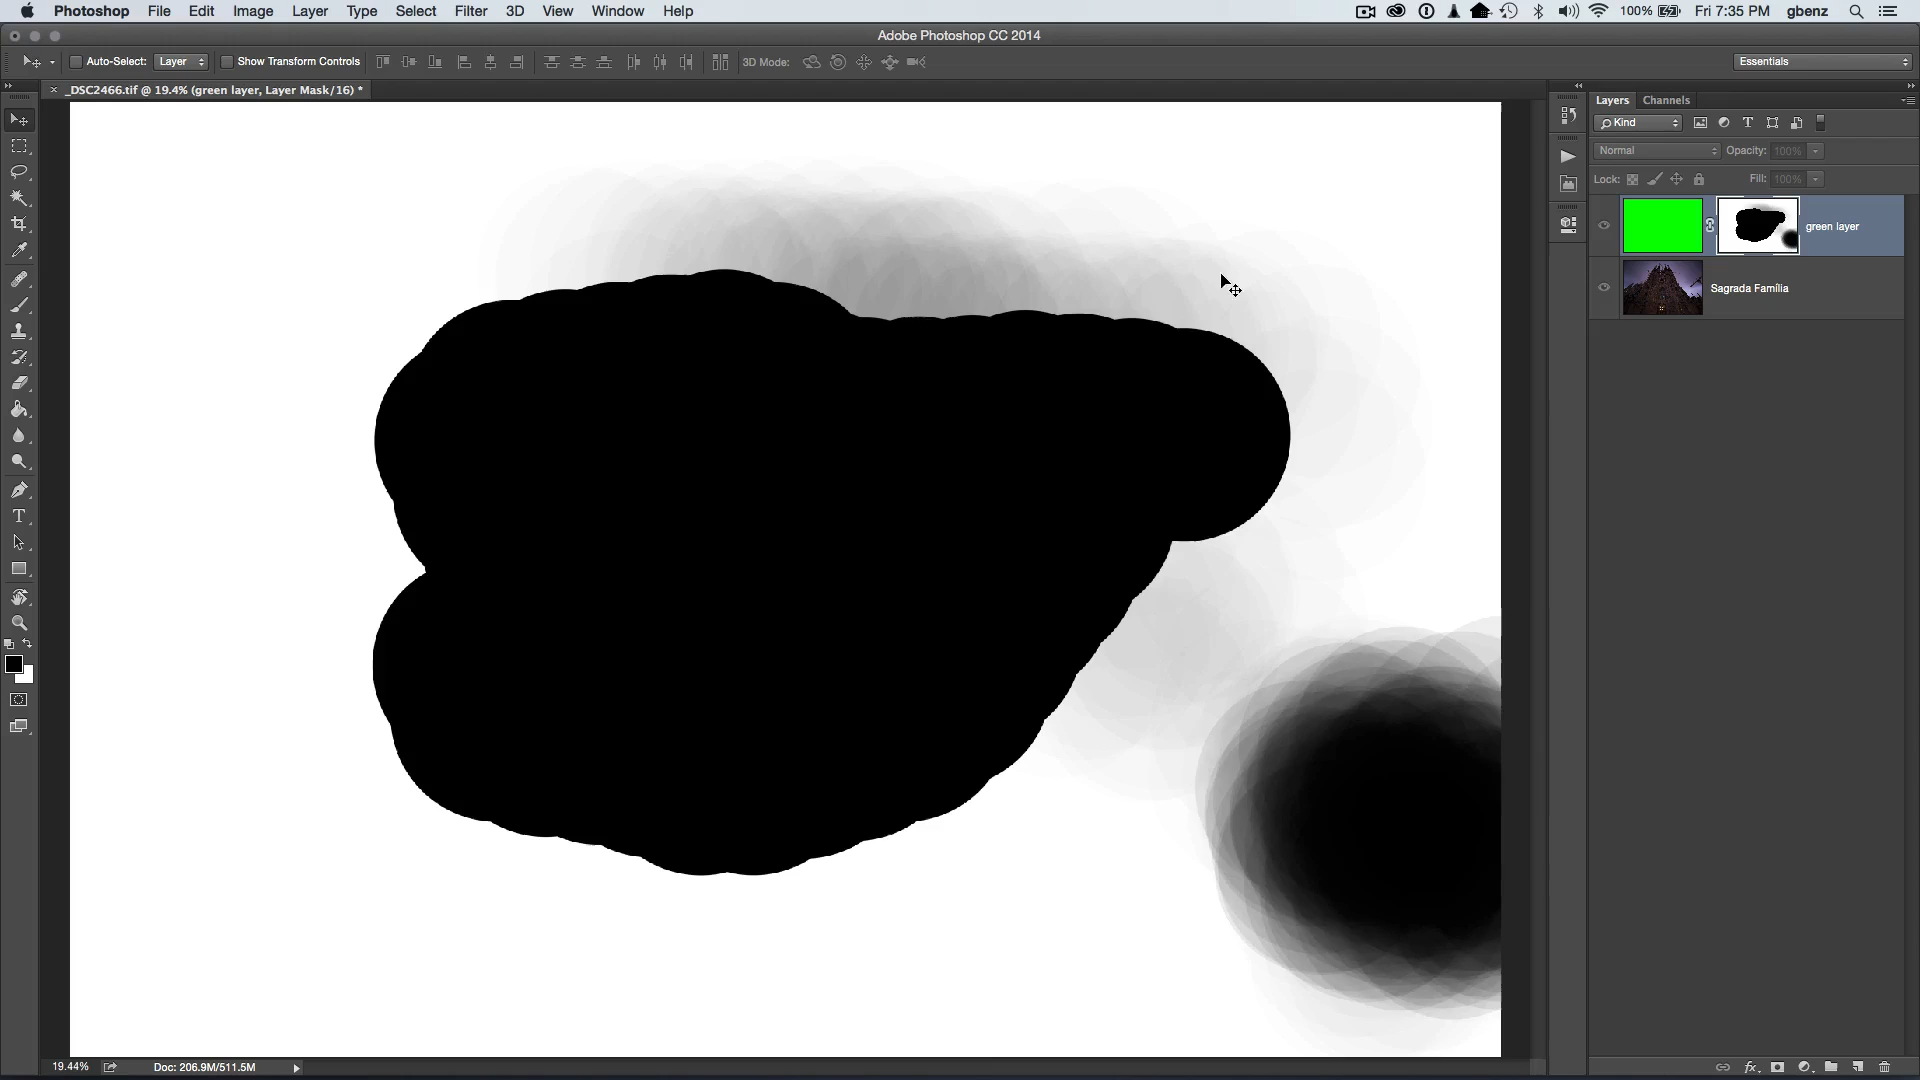 Photoshop File Edit Image Layer Type Select Filter 3D View Window Help 100% Fri 7:35 PM gbenz
Adobe Photoshop CC 2014
Auto-Select: Layer Show Transform Controls 3D Mode: Essentials
_DSC2466.tif @ 19.4% (green layer, Layer Mask/16) *
Layers Channels
Kind
Normal Opacity: 100%
Lock: Fill: 100%
green layer
Sagrada Família
19.44% Doc: 206.9M/511.5M